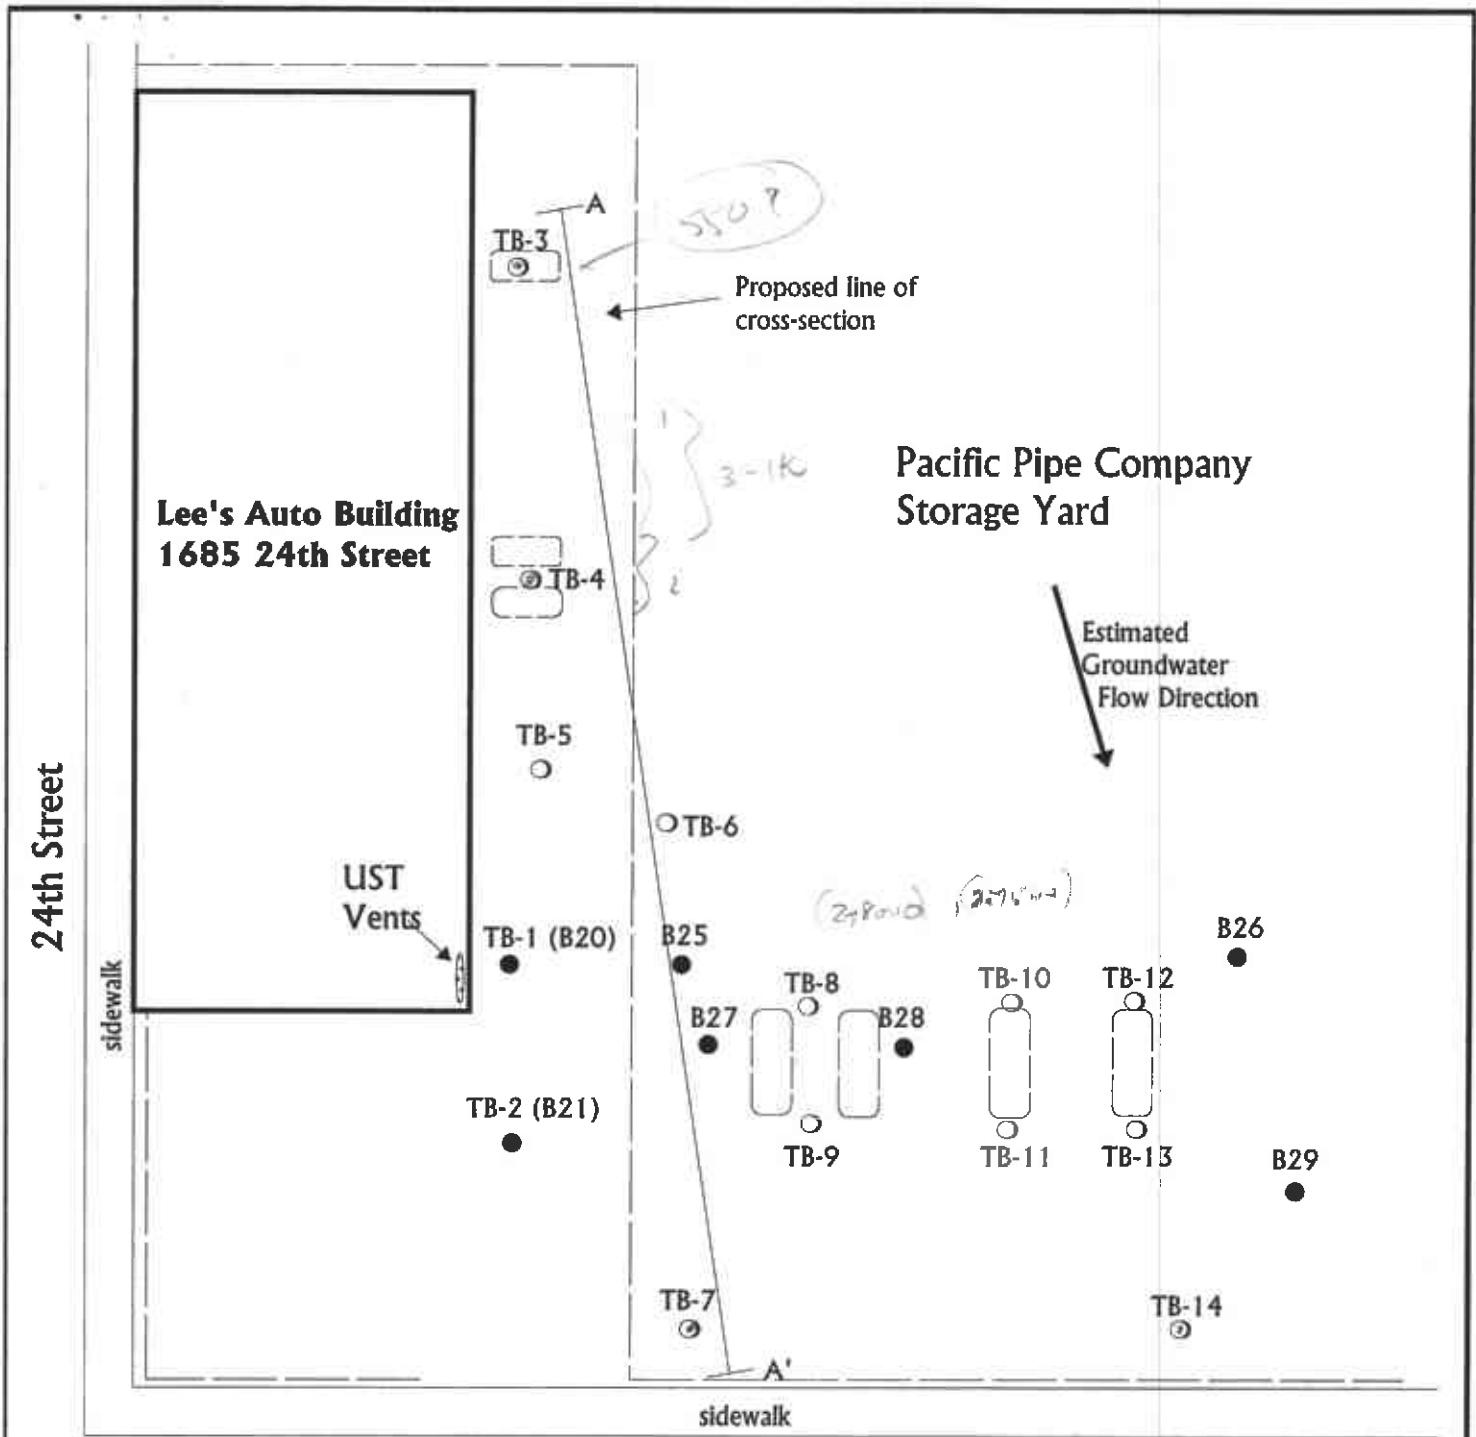 A
550?
TB-3
Proposed line of
cross-section
3-1K
Pacific Pipe Company
Storage Yard
Lee's Auto Building
1685 24th Street
TB-4
Estimated
Groundwater
Flow Direction
TB-5
24th Street
TB-6
UST
Vents
TB-1 (B20)
B25
B26
sidewalk
TB-8
TB-10
TB-12
B27
B28
TB-2 (B21)
TB-9
TB-11
TB-13
B29
TB-7
TB-14
A'
sidewalk